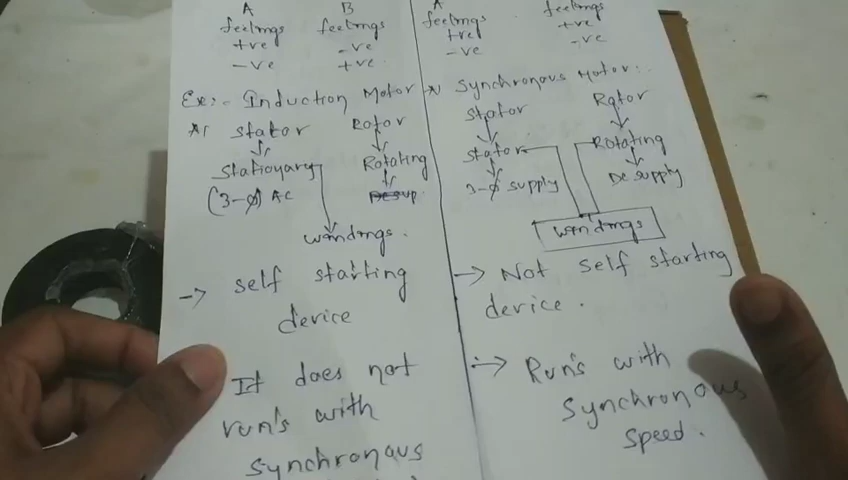 A
feelings
+ve
-ve
B
feelings
-ve
+ve
Ex:- Induction Motor
stator
stationary
(3-φ) AC
Rotor
Rotating
windings.
→ self starting
device
It does not
run's with
synchronous
A
feelings
+ve
-ve
feelings
+ve
-ve
Synchronous Motor:-
stator
stator
3-φ supply
Rotor
Rotating
DC supply
windings
→ Not self starting
device.
→ Run's with
synchronous
speed.